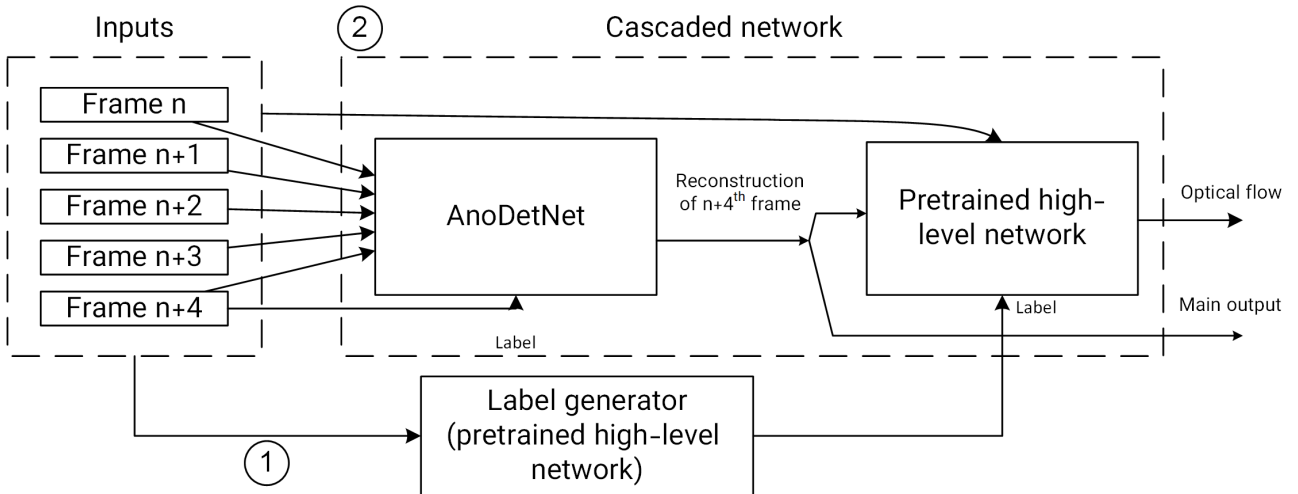 Inputs
2
Cascaded network
Frame n
Frame n+1
Frame n+2
Frame n+3
Frame n+4
AnoDetNet
Label
Reconstruction
of n+4th frame
Pretrained high-
level network
Label
Optical flow
Main output
Label generator
(pretrained high-level
network)
1